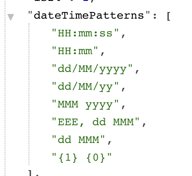 "dateTimePatterns": [
"HH:mm:ss",
"HH:mm",
"dd/MM/yyyy",
"dd/MM/yy",
"MMM yyyy",
"EEE, dd MMM",
"dd MMM",
"{1} {0}"